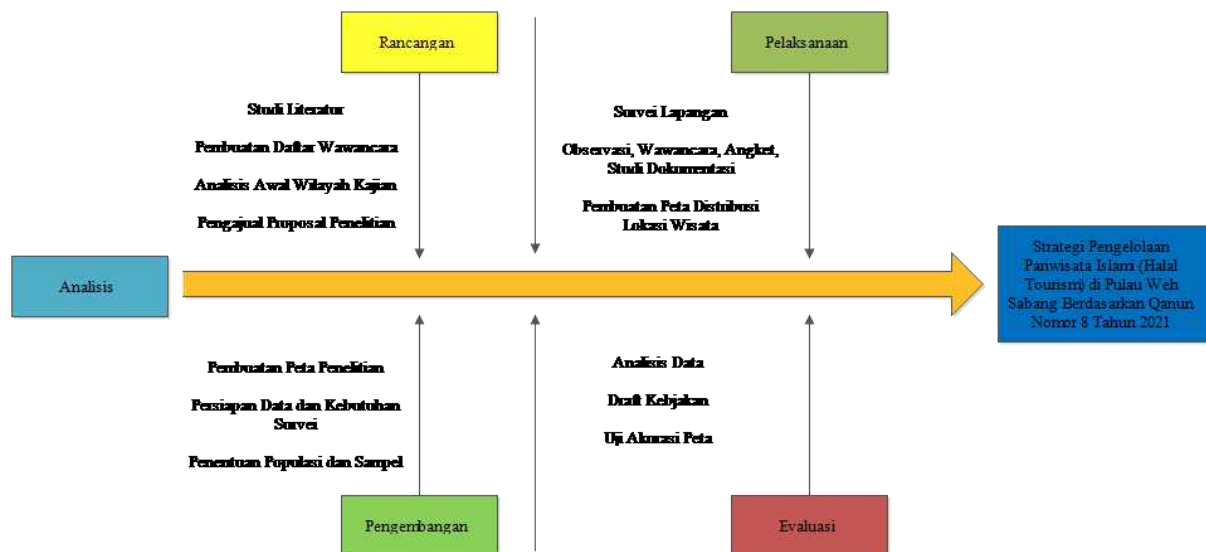 Rancangan
Pelaksanaan
Studi Literatur
Pembuatan Daftar Wawancara
Analisis Awal Wilayah Kajian
Pengajual Proposal Penelitian
Survei Lapangan
Observasi, Wawancara, Angket,
Studi Dokumentasi
Pembuatan Peta Distribusi
Lokasi Wisata
Analisis
Strategi Pengelolaan
Pariwisata Islami (Halal
Tourism) di Pulau Weh
Sabang Berdasarkan Qanun
Nomor 8 Tahun 2021
Pembuatan Peta Penelitian
Persiapan Data dan Kebutuhan
Survei
Penentuan Populasi dan Sampel
Analisis Data
Draft Kebijakan
Uji Akurasi Peta
Pengembangan
Evaluasi